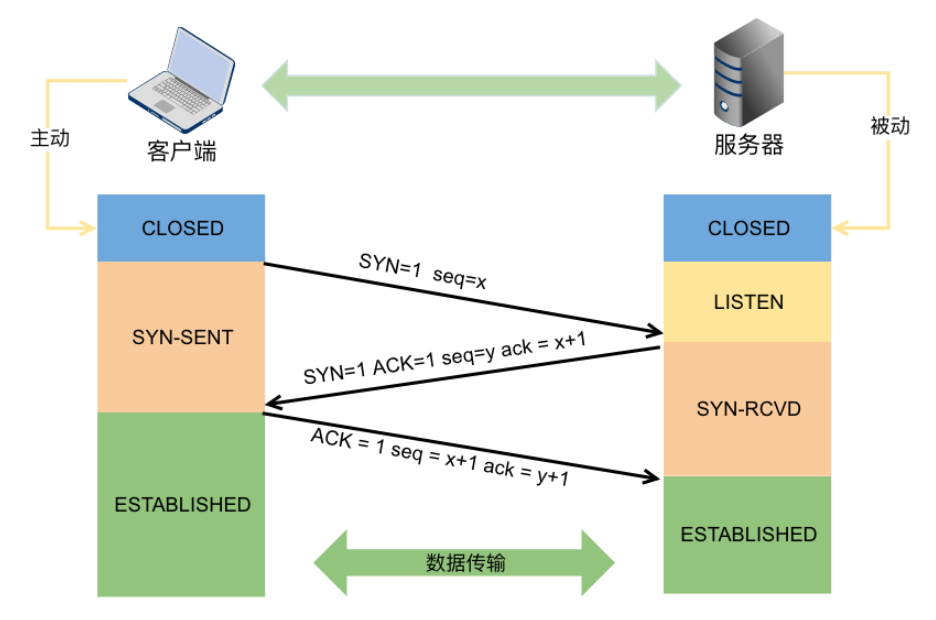 主动
客户端
服务器
被动
CLOSED
CLOSED
SYN=1 seq=x
LISTEN
SYN-SENT
SYN=1 ACK=1 seq=y ack = x+1
SYN-RCVD
ACK = 1 seq = x+1 ack = y+1
ESTABLISHED
ESTABLISHED
数据传输